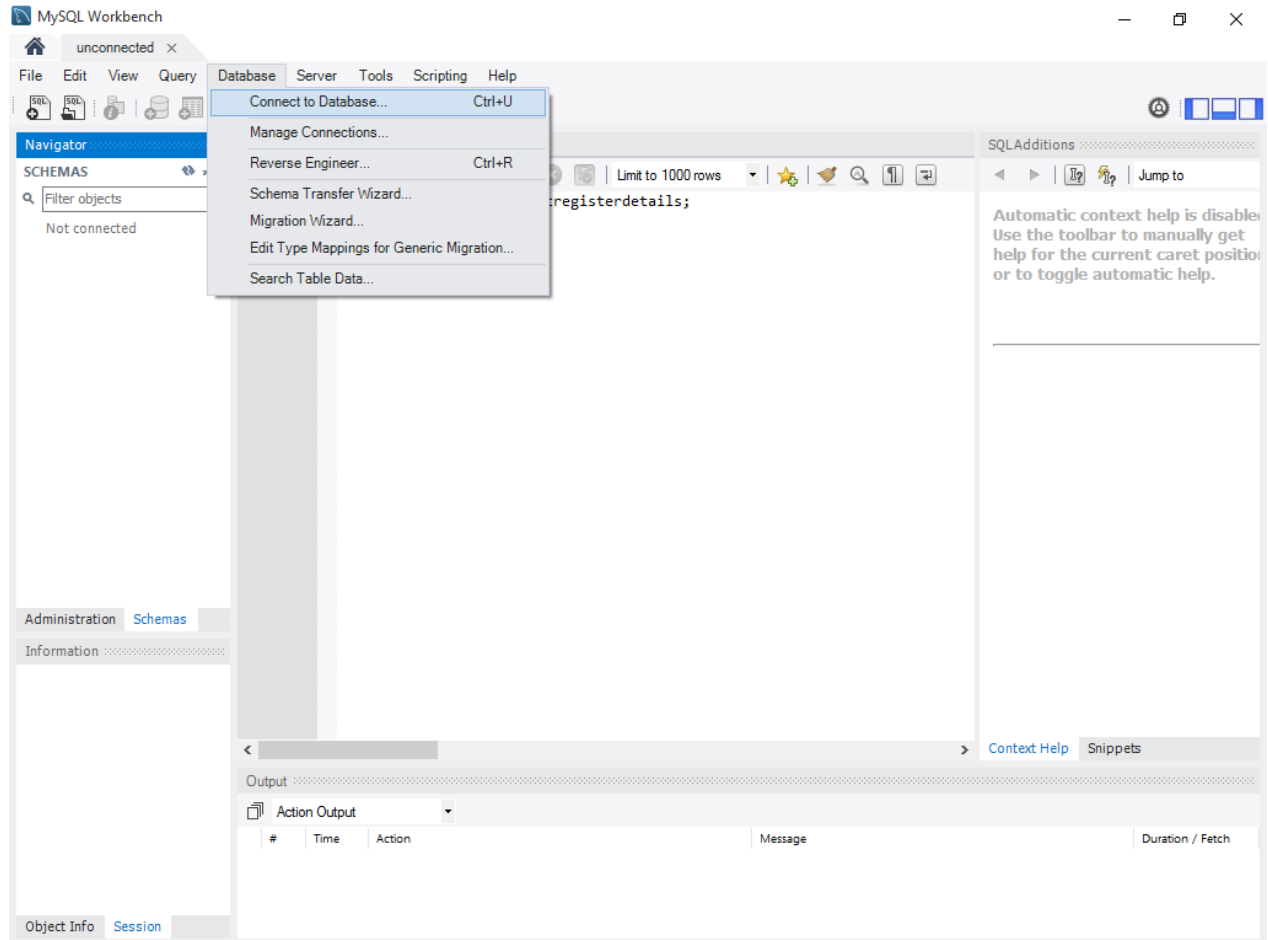 MySQL Workbench
unconnected
File Edit View Query Database Server Tools Scripting Help
Connect to Database... Ctrl+U
Manage Connections...
Reverse Engineer... Ctrl+R
Schema Transfer Wizard...
Migration Wizard...
Edit Type Mappings for Generic Migration...
Search Table Data...
Navigator
SCHEMAS
Filter objects
Not connected
Limit to 1000 rows
registerdetails;
SQLAdditions
Jump to
Automatic context help is disable
Use the toolbar to manually get
help for the current caret positio
or to toggle automatic help.
Administration Schemas
Information
Context Help Snippets
Output
Action Output
# Time Action Message Duration / Fetch
Object Info Session